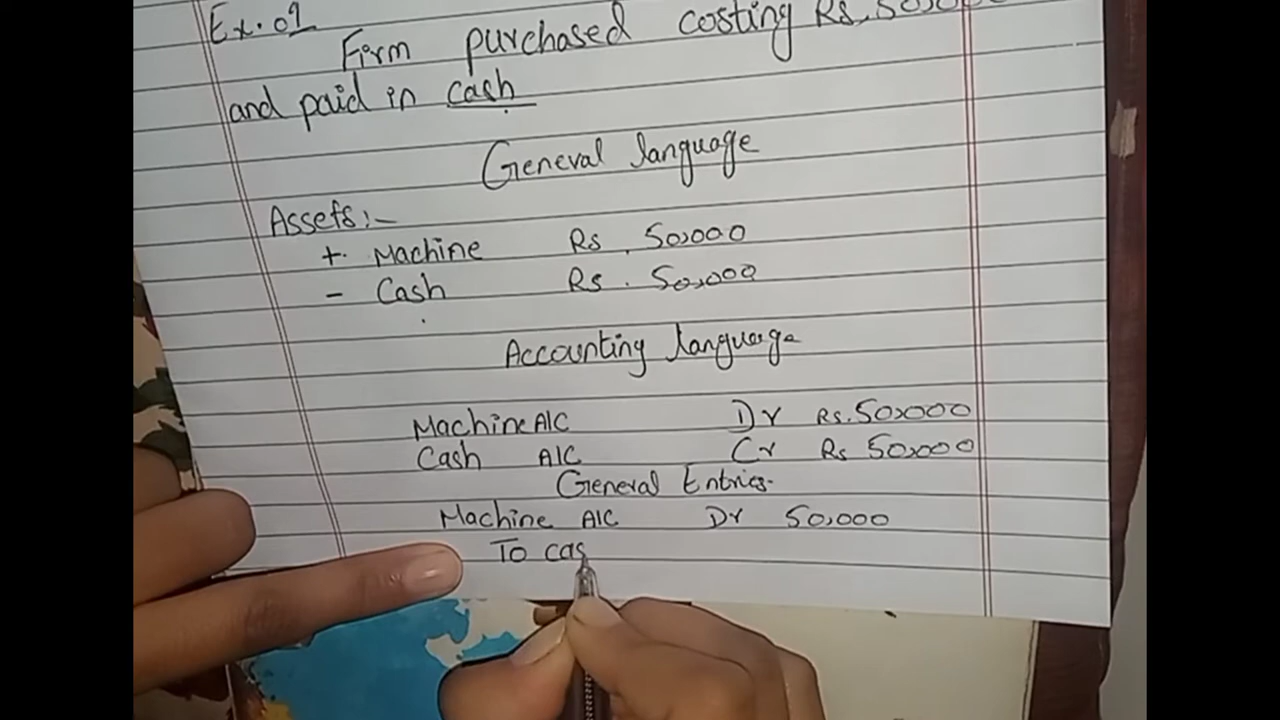 Ex. 01
Firm purchased costing Rs. 50,000
and paid in cash
General language
Assets :-
+ Machine Rs. 50,000
- Cash Rs. 50,000
Accounting language
Machine A/C Dr Rs. 50,000
Cash A/C Cr Rs 50,000
General Entries.
Machine A/C Dr 50,000
To cas